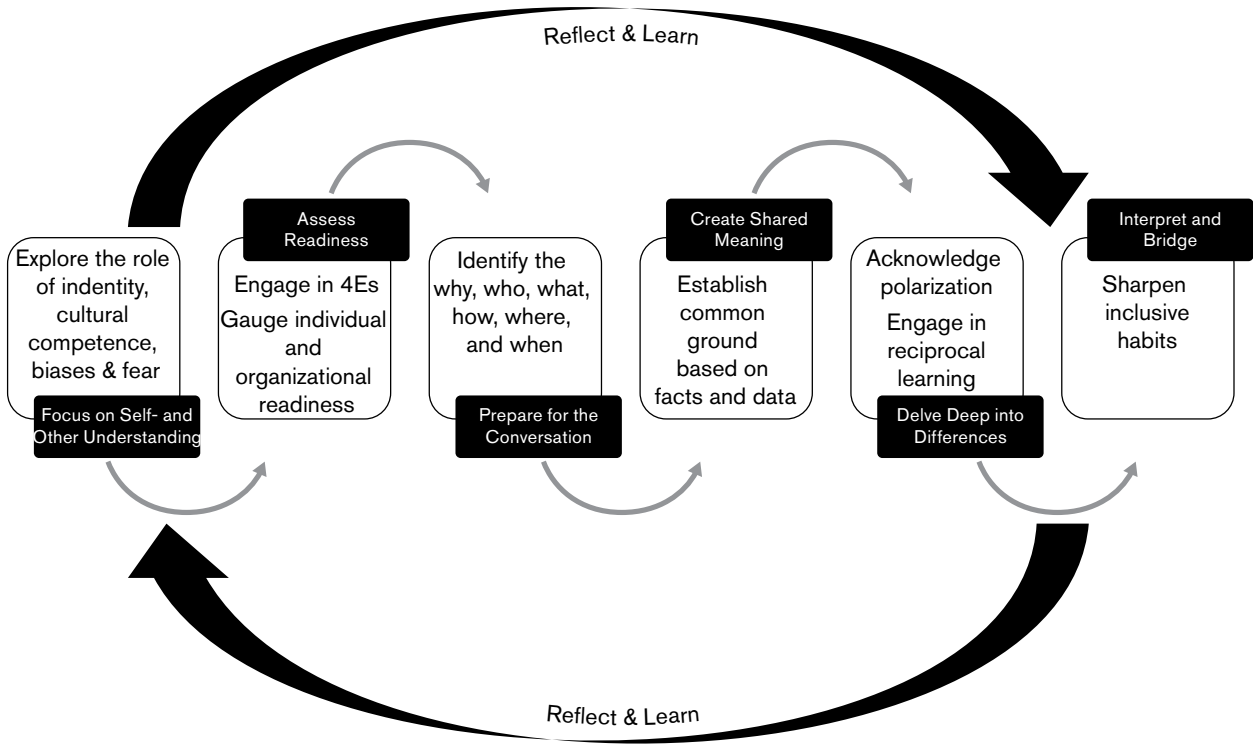 Reflect & Learn
Explore the role
of indentity,
cultural
competence,
biases & fear
Focus on Self- and
Other Understanding
Assess
Readiness
Engage in 4Es
Gauge individual
and
organizational
readiness
Identify the
why, who, what,
how, where,
and when
Prepare for the
Conversation
Create Shared
Meaning
Establish
common
ground
based on
facts and data
Acknowledge
polarization
Engage in
reciprocal
learning
Delve Deep into
Differences
Interpret and
Bridge
Sharpen
inclusive
habits
Reflect & Learn